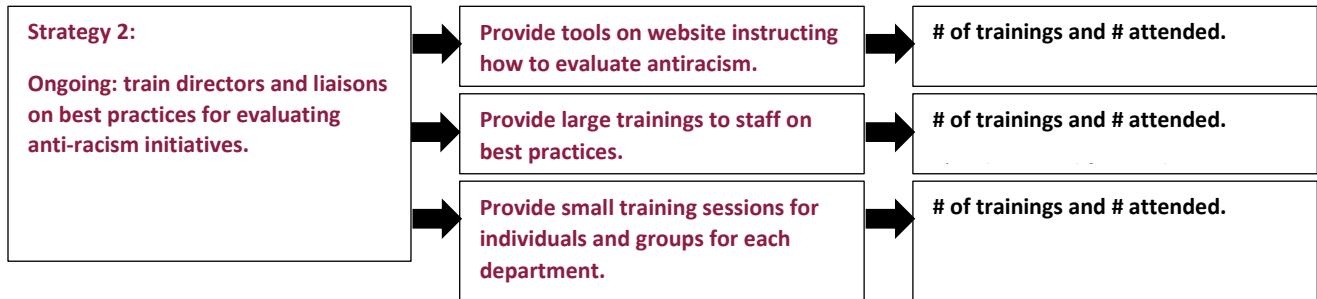 Strategy 2:
Ongoing: train directors and liaisons
on best practices for evaluating
anti-racism initiatives.
Provide tools on website instructing
how to evaluate antiracism.
# of trainings and # attended.
Provide large trainings to staff on
best practices.
# of trainings and # attended.
Provide small training sessions for
individuals and groups for each
department.
# of trainings and # attended.